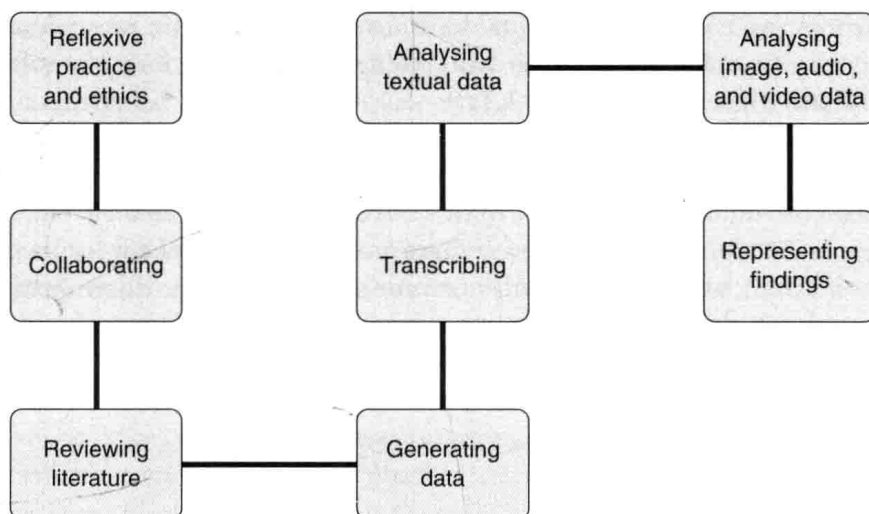 Reflexive
practice
and ethics
Collaborating
Reviewing
literature
Generating
data
Transcribing
Analysing
textual data
Analysing
image, audio,
and video data
Representing
findings